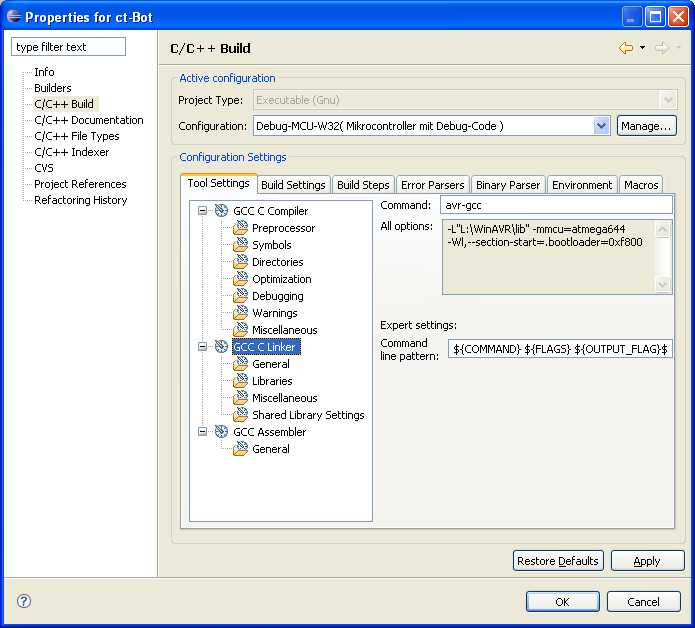 Properties for ct-Bot
type filter text
Info
Builders
C/C++ Build
C/C++ Documentation
C/C++ File Types
C/C++ Indexer
CVS
Project References
Refactoring History
C/C++ Build
Active configuration
Project Type: Executable (Gnu)
Configuration: Debug-MCU-W32( Mikrocontroller mit Debug-Code ) Manage...
Configuration Settings
Tool Settings Build Settings Build Steps Error Parsers Binary Parser Environment Macros
GCC C Compiler
Preprocessor
Symbols
Directories
Optimization
Debugging
Warnings
Miscellaneous
GCC C Linker
General
Libraries
Miscellaneous
Shared Library Settings
GCC Assembler
General
Command: avr-gcc
All options: -L"L:\WinAVR\lib" -mmcu=atmega644
-Wl,--section-start=.bootloader=0xf800
Expert settings:
Command
line pattern: ${COMMAND} ${FLAGS} ${OUTPUT_FLAG}$
Restore Defaults Apply
? OK Cancel